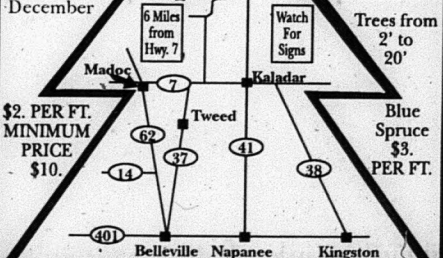 December
6 Miles
from
Hwy. 7
Watch
For
Signs
Trees from
2' to
20'
Madoc
7
Kaladar
$2. PER FT.
MINIMUM
PRICE
$10.
Tweed
Blue
Spruce
$3.
PER FT.
62
37
41
14
38
401
Belleville Napanee Kingston